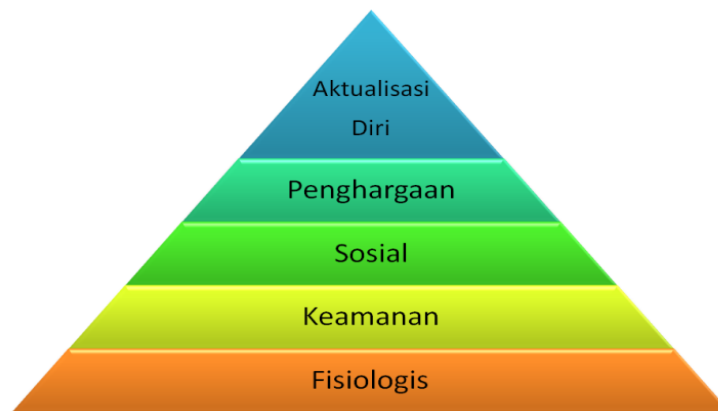 Aktualisasi
Diri
Penghargaan
Sosial
Keamanan
Fisiologis